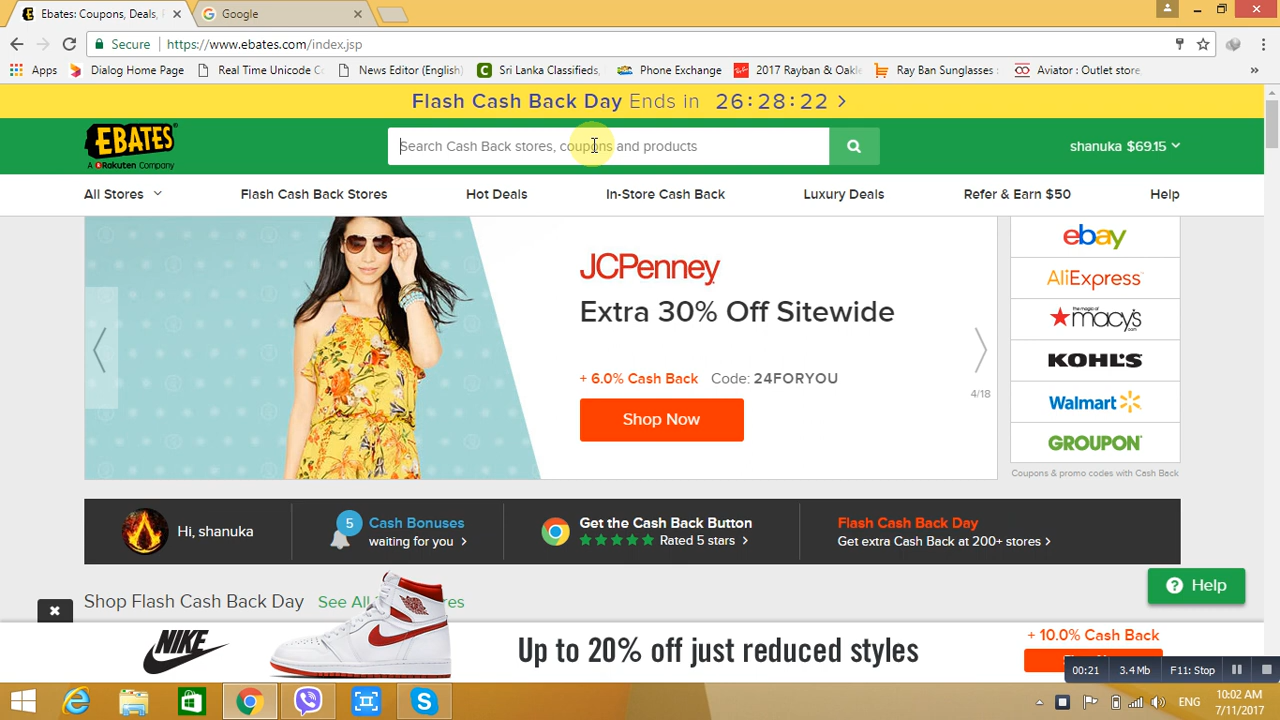 Ebates: Coupons, Deals,
Google
Secure
https://www.ebates.com/index.jsp
Apps
Dialog Home Page
Real Time Unicode C
News Editor (English)
Sri Lanka Classifieds,
Phone Exchange
2017 Rayban & Oakl
Ray Ban Sunglasses
Aviator : Outlet store
»
Flash Cash Back Day Ends in 26:28:22 >
EBATES
A Rakuten Company
Search Cash Back stores, coupons and products
shanuka $69.15
All Stores
Flash Cash Back Stores
Hot Deals
In-Store Cash Back
Luxury Deals
Refer & Earn $50
Help
JCPenney
Extra 30% Off Sitewide
+ 6.0% Cash Back Code: 24FORYOU
Shop Now
4/18
ebay
AliExpress
the magic of
macy's
.com
KOHL'S
Walmart
GROUPON
Coupons & promo codes with Cash Back
Hi, shanuka
5
Cash Bonuses
waiting for you >
Get the Cash Back Button
Rated 5 stars >
Flash Cash Back Day
Get extra Cash Back at 200+ stores >
Help
Shop Flash Cash Back Day
See All
NIKE
Up to 20% off just reduced styles
+ 10.0% Cash Back
00:21
3.4 Mb
F11: Stop
ENG
10:02 AM
7/11/2017